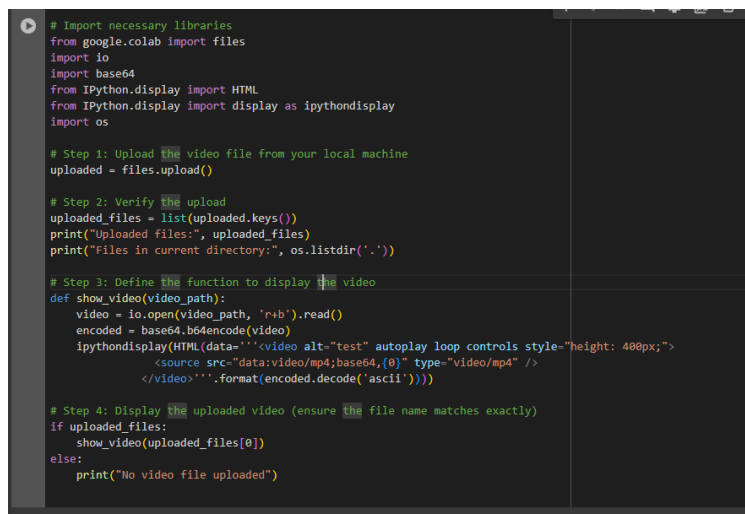 # Import necessary libraries
from google.colab import files
import io
import base64
from IPython.display import HTML
from IPython.display import display as ipythondisplay
import os
# Step 1: Upload the video file from your local machine
uploaded = files.upload()
# Step 2: Verify the upload
uploaded_files = list(uploaded.keys())
print("Uploaded files:", uploaded_files)
print("Files in current directory:", os.listdir('.'))
# Step 3: Define the function to display the video
def show_video(video_path):
    video = io.open(video_path, 'r+b').read()
    encoded = base64.b64encode(video)
    ipythondisplay(HTML(data='''<video alt="test" autoplay loop controls style="height: 400px;">
                <source src="data:video/mp4;base64,{0}" type="video/mp4" />
              </video>'''.format(encoded.decode('ascii'))))
# Step 4: Display the uploaded video (ensure the file name matches exactly)
if uploaded_files:
    show_video(uploaded_files[0])
else:
    print("No video file uploaded")